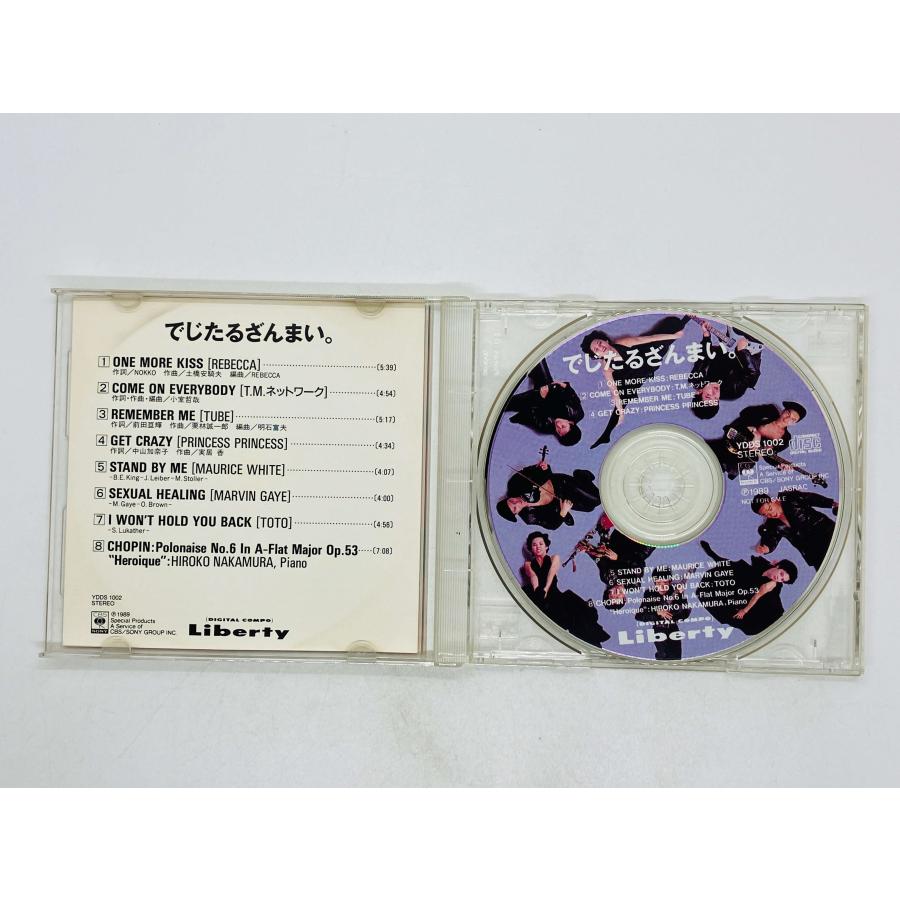 でじたるざんまい。
1 ONE MORE KISS [REBECCA] [5:39]
作詞/NOKKO 作曲/土橋安騎夫 編曲/REBECCA
2 COME ON EVERYBODY [T.M.ネットワーク] [4:54]
作詞・作曲・編曲/小室哲哉
3 REMEMBER ME [TUBE] [5:17]
作詞/前田亘輝 作曲/栗林誠一郎 編曲/明石富夫
4 GET CRAZY [PRINCESS PRINCESS] [4:34]
作詞/中山加奈子 作曲/奥居 香
5 STAND BY ME [MAURICE WHITE] [4:07]
-B.E.King-J.Leiber-M.Stoller-
6 SEXUAL HEALING [MARVIN GAYE] [4:00]
-M.Gaye-O.Brown-
7 I WON'T HOLD YOU BACK [TOTO] [4:56]
-S.Lukather-
8 CHOPIN:Polonaise No.6 In A-Flat Major Op.53 [7:08]
"Heroique":HIROKO NAKAMURA, Piano
YDDS 1002
STEREO
CBS
SONY
℗1989
Special Products
A Service of
CBS/SONY GROUP INC.
[DIGITAL COMPO]
Liberty
でじたるざんまい。
1 ONE MORE KISS:REBECCA
2 COME ON EVERYBODY:T.M.ネットワーク
3 REMEMBER ME:TUBE
4 GET CRAZY:PRINCESS PRINCESS
YDDS 1002
STEREO
COMPACT
DISC
DIGITAL AUDIO
Special Products
A Service of
CBS/SONY GROUP INC.
℗1989 JASRAC
NOT FOR SALE
5 STAND BY ME:MAURICE WHITE
6 SEXUAL HEALING:MARVIN GAYE
7 I WON'T HOLD YOU BACK:TOTO
8 CHOPIN:Polonaise No.6 In A-Flat Major Op.53
"Heroique":HIROKO NAKAMURA, Piano
[DIGITAL COMPO]
Liberty